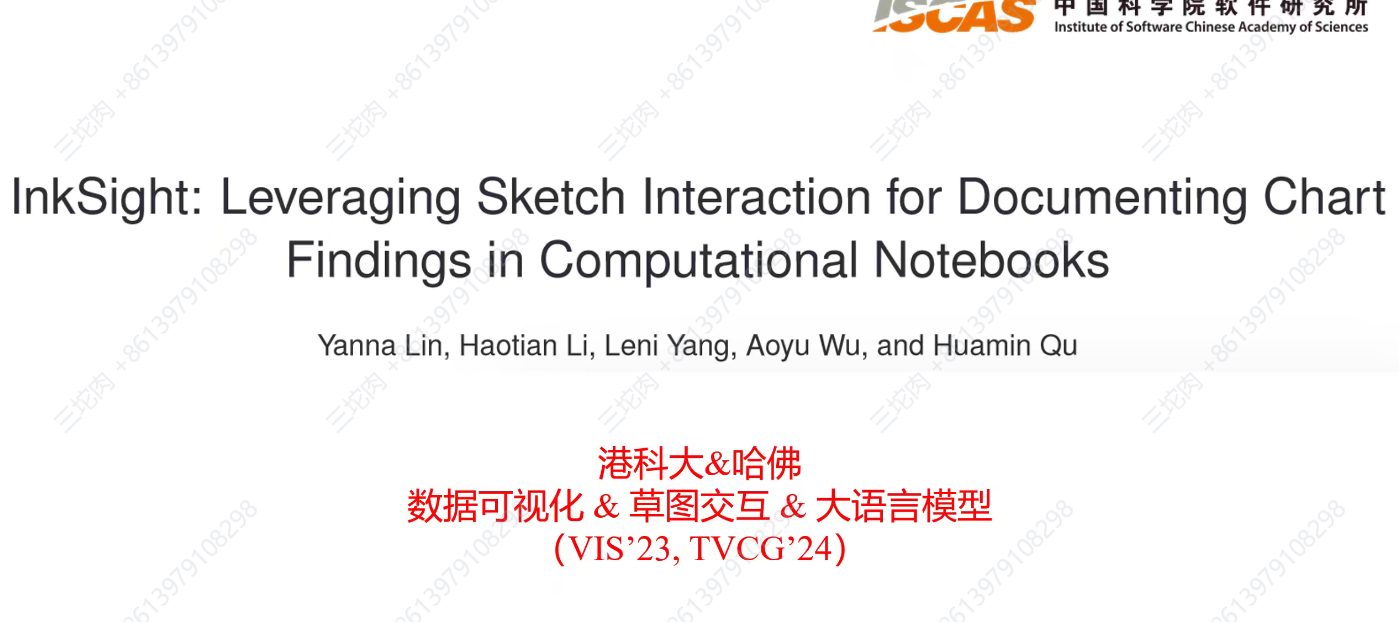 ISCAS 中国科学院软件研究所
Institute of Software Chinese Academy of Sciences
InkSight: Leveraging Sketch Interaction for Documenting Chart
Findings in Computational Notebooks
Yanna Lin, Haotian Li, Leni Yang, Aoyu Wu, and Huamin Qu
港科大&哈佛
数据可视化 & 草图交互 & 大语言模型
(VIS’23, TVCG’24)
三坨肉 +8613979108298